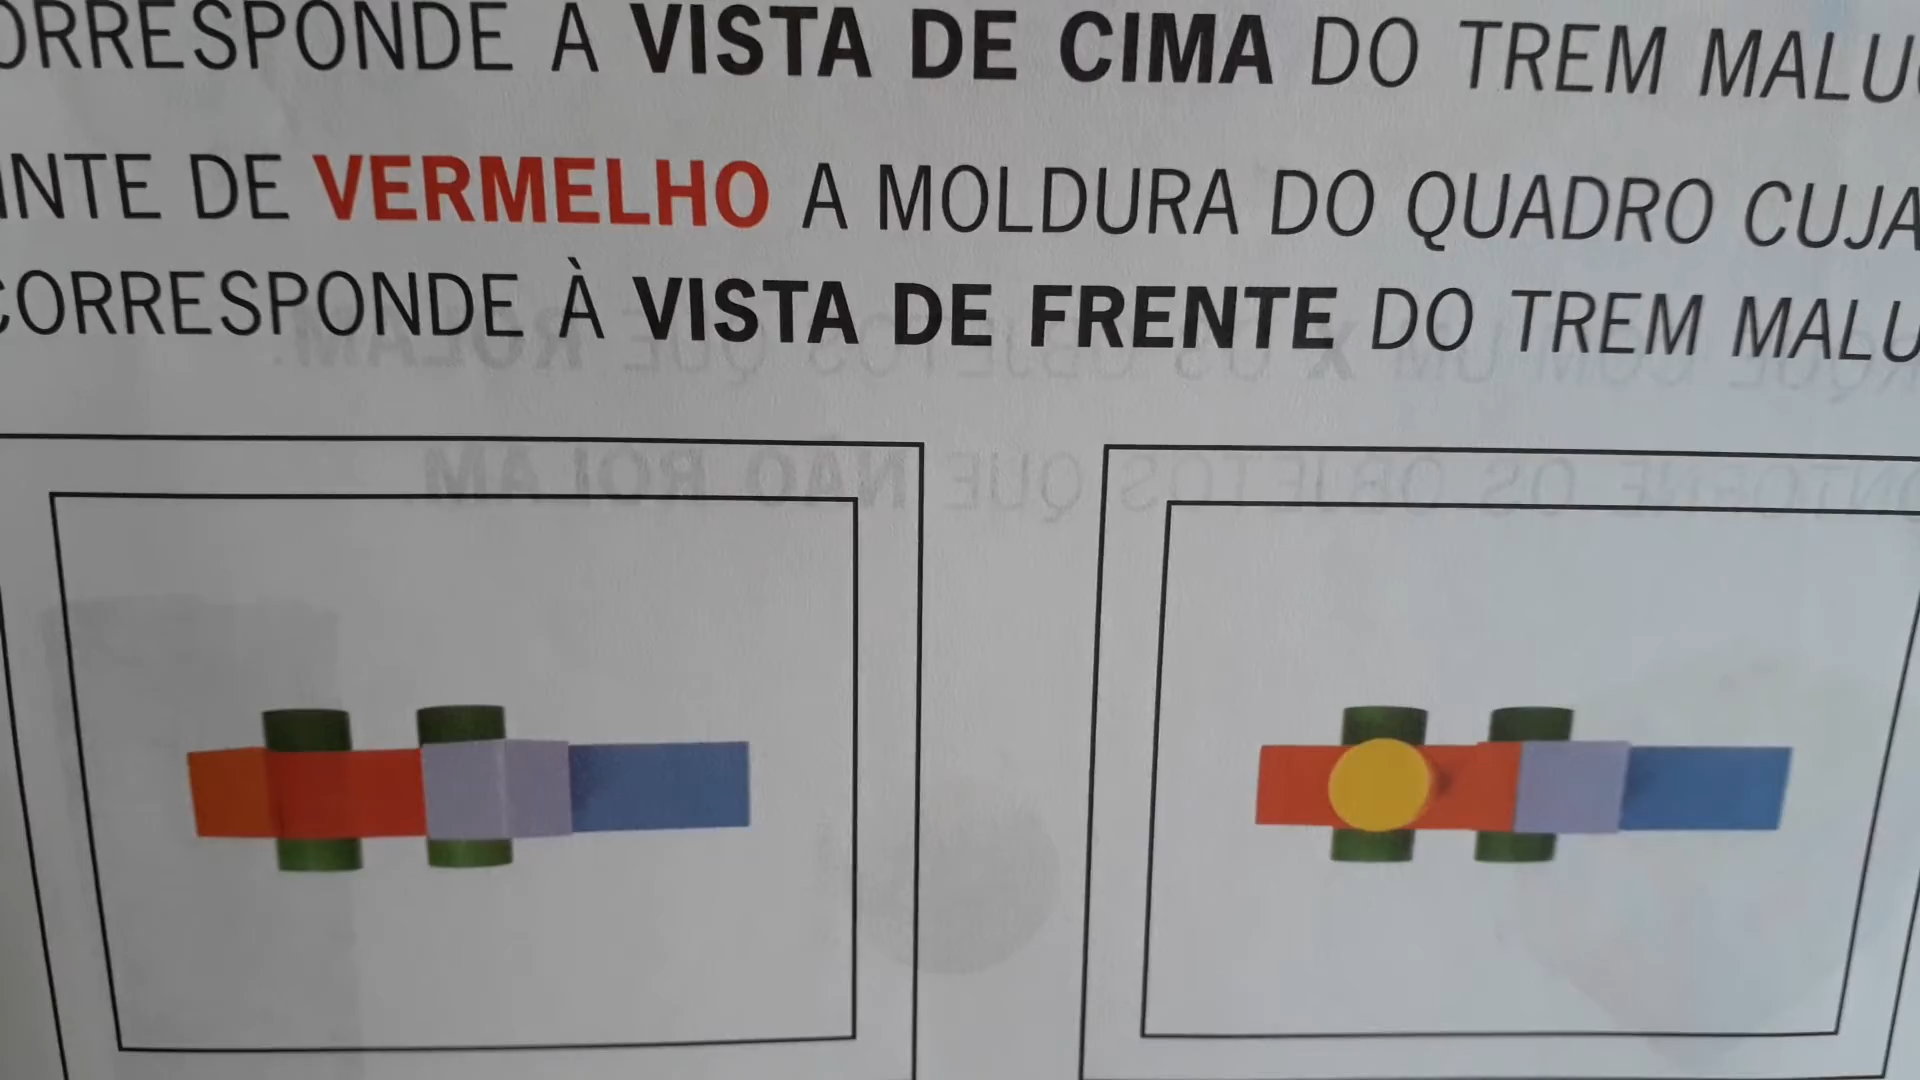 ORRESPONDE A VISTA DE CIMA DO TREM MALU
INTE DE VERMELHO A MOLDURA DO QUADRO CUJA
CORRESPONDE À VISTA DE FRENTE DO TREM MALU